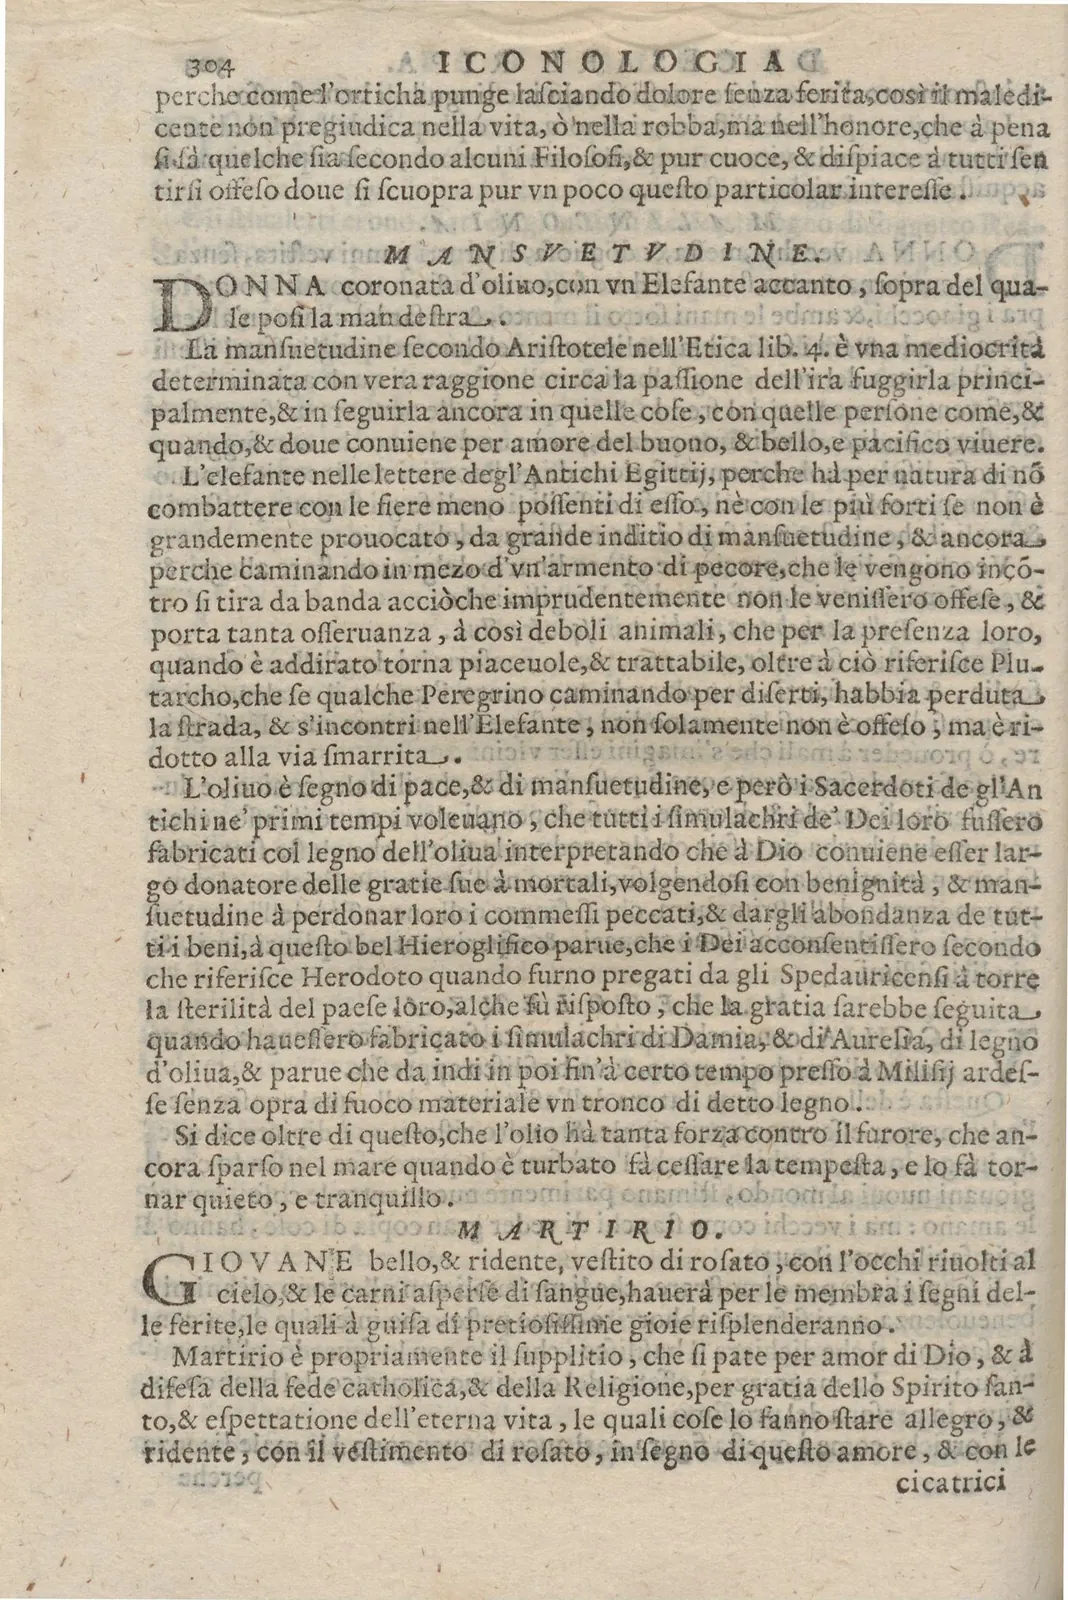 304 ICONOLOGIA
perche come l'orticha punge lasciando dolore senza ferita, così il maledi-
cente non pregiudica nella vita, ò nella robba, ma nell'honore, che à pena
si sà quelche sia secondo alcuni Filosofi, & pur cuoce, & dispiace à tutti sen
tirsi offeso doue si scuopra pur vn poco questo particolar interesse.
MANSVETVDINE.
DONNA coronata d'oliuo, con vn Elefante accanto, sopra del qua-
le posi la man destra.
La mansuetudine secondo Aristotele nell'Etica lib. 4. è vna mediocrità
determinata con vera raggione circa la passione dell'ira fuggirla princi-
palmente, & in seguirla ancora in quelle cose, con quelle persone come, &
quando, & doue conuiene per amore del buono, & bello, e pacifico viuere.
L'elefante nelle lettere degl'Antichi Egittij, perche hà per natura di nõ
combattere con le fiere meno possenti di esso, nè con le più forti se non è
grandemente prouocato, da grande inditio di mansuetudine, & ancora
perche caminando in mezo d'vn'armento di pecore, che le vengono incõ-
tro si tira da banda acciòche imprudentemente non le venissero offese, &
porta tanta osseruanza, à così deboli animali, che per la presenza loro,
quando è addirato torna piaceuole, & trattabile, oltre à ciò riferisce Plu-
tarcho, che se qualche Peregrino caminando per diserti, habbia perduta
la strada, & s'incontri nell'Elefante, non solamente non è offeso, ma è ri-
dotto alla via smarrita.
L'oliuo è segno di pace, & di mansuetudine, e però i Sacerdoti de gl'An
tichi ne' primi tempi voleuano, che tutti i simulachri de' Dei loro fussero
fabricati col legno dell'oliua interpretando che à Dio conuiene esser lar-
go donatore delle gratie sue à mortali, volgendosi con benignità, & man-
suetudine à perdonar loro i commessi peccati, & dargli abondanza de tut-
ti i beni, à questo bel Hieroglifico parue, che i Dei acconsentissero secondo
che riferisce Herodoto quando furno pregati da gli Spedauricensi à torre
la sterilità del paese loro, alche fù risposto, che la gratia sarebbe seguita
quando hauessero fabricato i simulachri di Damia, & di Aurelia, di legno
d'oliua, & parue che da indi in poi fin'à certo tempo presso à Milisij ardes-
se senza opra di fuoco materiale vn tronco di detto legno.
Si dice oltre di questo, che l'olio hà tanta forza contro il furore, che an-
cora sparso nel mare quando è turbato fà cessare la tempesta, e lo fà tor-
nar quieto, e tranquillo.
MARTIRIO.
GIOVANE bello, & ridente, vestito di rosato, con l'occhi riuolti al
cielo, & le carni asperse di sangue, hauerà per le membra i segni del-
le ferite, le quali à guisa di pretiosissime gioie risplenderanno.
Martirio è propriamente il supplitio, che si pate per amor di Dio, & à
difesa della fede catholica, & della Religione, per gratia dello Spirito san-
to, & espettatione dell'eterna vita, le quali cose lo fanno stare allegro, &
ridente, con il vestimento di rosato, in segno di questo amore, & con le
cicatrici